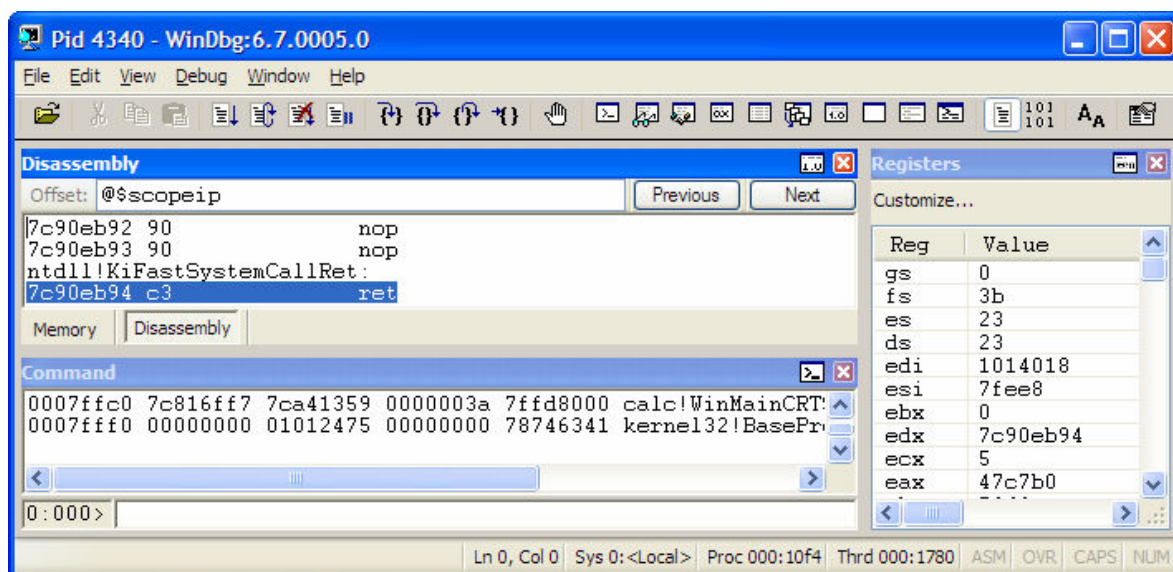 Pid 4340 - WinDbg:6.7.0005.0
File Edit View Debug Window Help
101
101
A A
Disassembly
Registers
Offset: @$scopeip Previous Next
Customize...
7c90eb92 90 nop
7c90eb93 90 nop
ntdll!KiFastSystemCallRet:
7c90eb94 c3 ret
Memory Disassembly
Reg Value
gs 0
fs 3b
es 23
ds 23
edi 1014018
esi 7fee8
ebx 0
edx 7c90eb94
ecx 5
eax 47c7b0
Command
0007ffc0 7c816ff7 7ca41359 0000003a 7ffd8000 calc!WinMainCRT
0007fff0 00000000 01012475 00000000 78746341 kernel32!BasePr
0:000>
Ln 0, Col 0 Sys 0:<Local> Proc 000:10f4 Thrd 000:1780 ASM OVR CAPS NUM